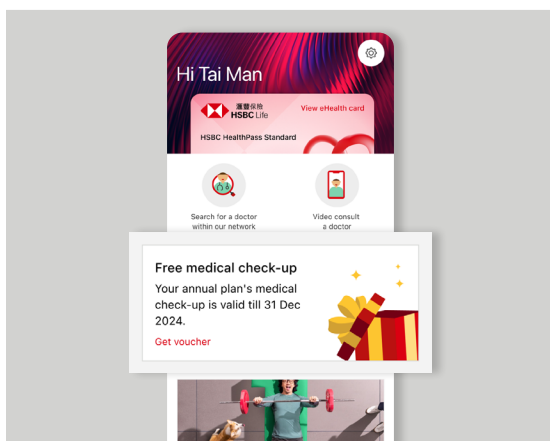 Hi Tai Man
滙豐保險
HSBC Life
View eHealth card
HSBC HealthPass Standard
Search for a doctor
within our network
Video consult
a doctor
Free medical check-up
Your annual plan's medical
check-up is valid till 31 Dec
2024.
Get voucher